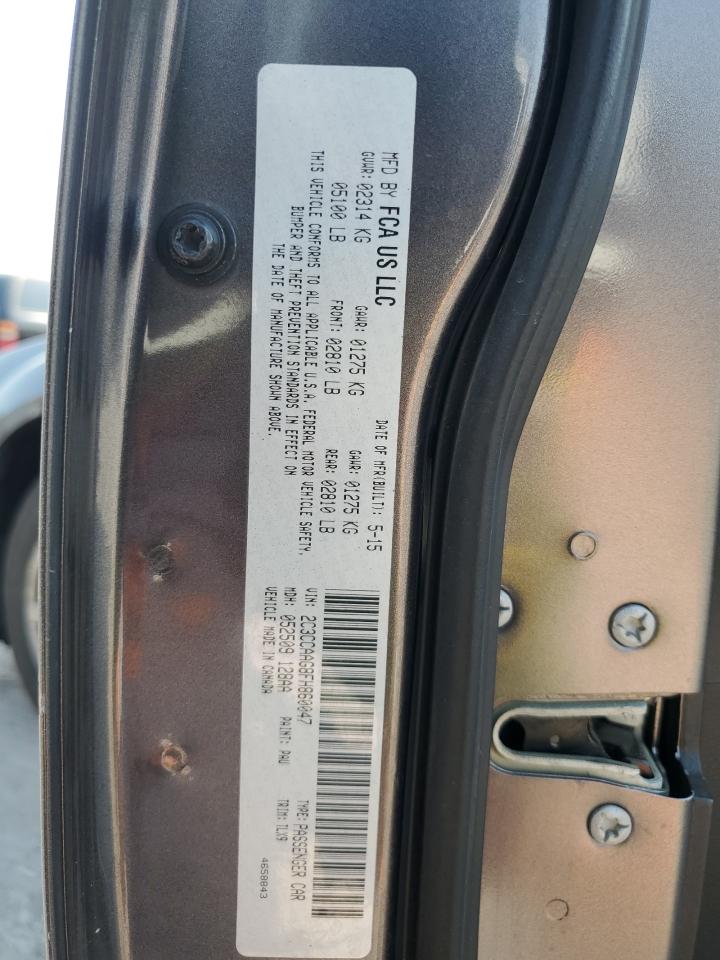 MFD BY FCA US LLC
DATE OF MFR(BUILT): 5-15
GVWR: 02314 KG GAWR: 01275 KG GAWR: 01275 KG
05100 LB FRONT: 02810 LB REAR: 02810 LB
THIS VEHICLE CONFORMS TO ALL APPLICABLE U.S.A. FEDERAL MOTOR VEHICLE SAFETY,
BUMPER AND THEFT PREVENTION STANDARDS IN EFFECT ON
THE DATE OF MANUFACTURE SHOWN ABOVE.
VIN: 2C3CCAAG8FH860047 TYPE: PASSENGER CAR
MDH: 052509 128AA PAINT: PAU TRIM: TLX9
VEHICLE MADE IN CANADA 4658843